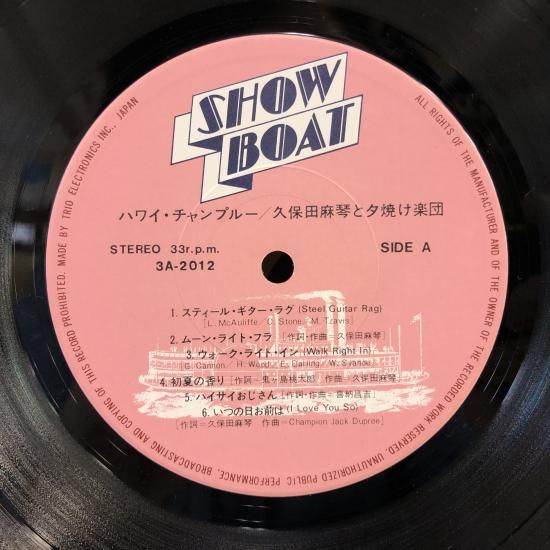 SHOW
BOAT
ハワイ・チャンプルー/久保田麻琴と夕焼け楽団
STEREO 33r.p.m.
3A-2012
SIDE A
1. スティール・ギター・ラグ (Steel Guitar Rag)
[L. McAuliffe/C. Stone/M. Travis]
2. ムーン・ライト・フラ [作詞・作曲=久保田麻琴]
3. ウォーク・ライト・イン (Walk Right In)
[G. Cannon/H. Wood/E. Darling/W. Svanoe]
4. 初夏の香り [作詞=鬼ヶ島桃太郎 作曲=久保田麻琴]
5. ハイサイおじさん [作詞・作曲=喜納昌吉]
6. いつの日お前は (I Love You So)
[作詞=久保田麻琴 作曲=Champion Jack Dupree]
ALL RIGHTS OF THE MANUFACTURER AND OF THE OWNER OF THE RECORDED WORK RESERVED. UNAUTHORIZED PUBLIC PERFORMANCE, BROADCASTING AND COPYING OF THIS RECORD PROHIBITED. MADE BY TRIO ELECTRONICS INC., JAPAN